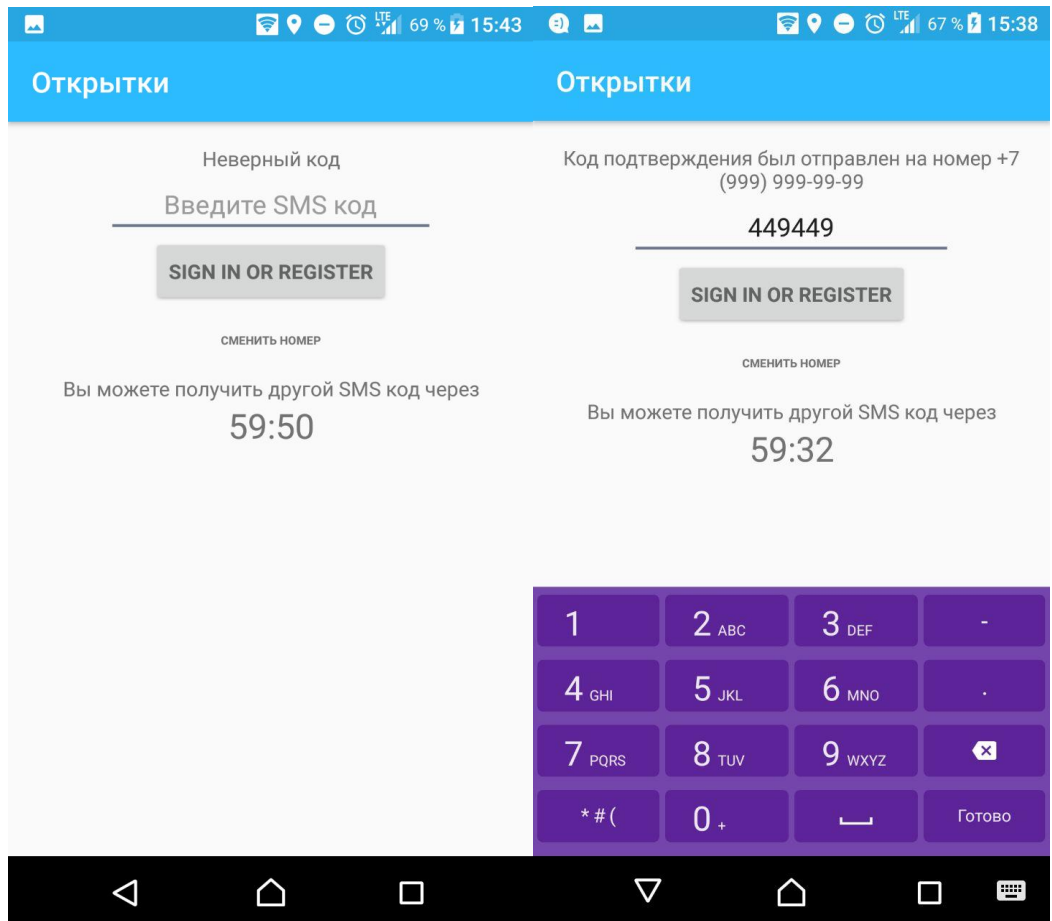 LTE 69 % 15:43
Открытки
Неверный код
Введите SMS код
SIGN IN OR REGISTER
СМЕНИТЬ НОМЕР
Вы можете получить другой SMS код через
59:50
LTE 67 % 15:38
Открытки
Код подтверждения был отправлен на номер +7
(999) 999-99-99
449449
SIGN IN OR REGISTER
СМЕНИТЬ НОМЕР
Вы можете получить другой SMS код через
59:32
1 2 ABC 3 DEF -
4 GHI 5 JKL 6 MNO .
7 PQRS 8 TUV 9 WXYZ
* # ( 0 + Готово